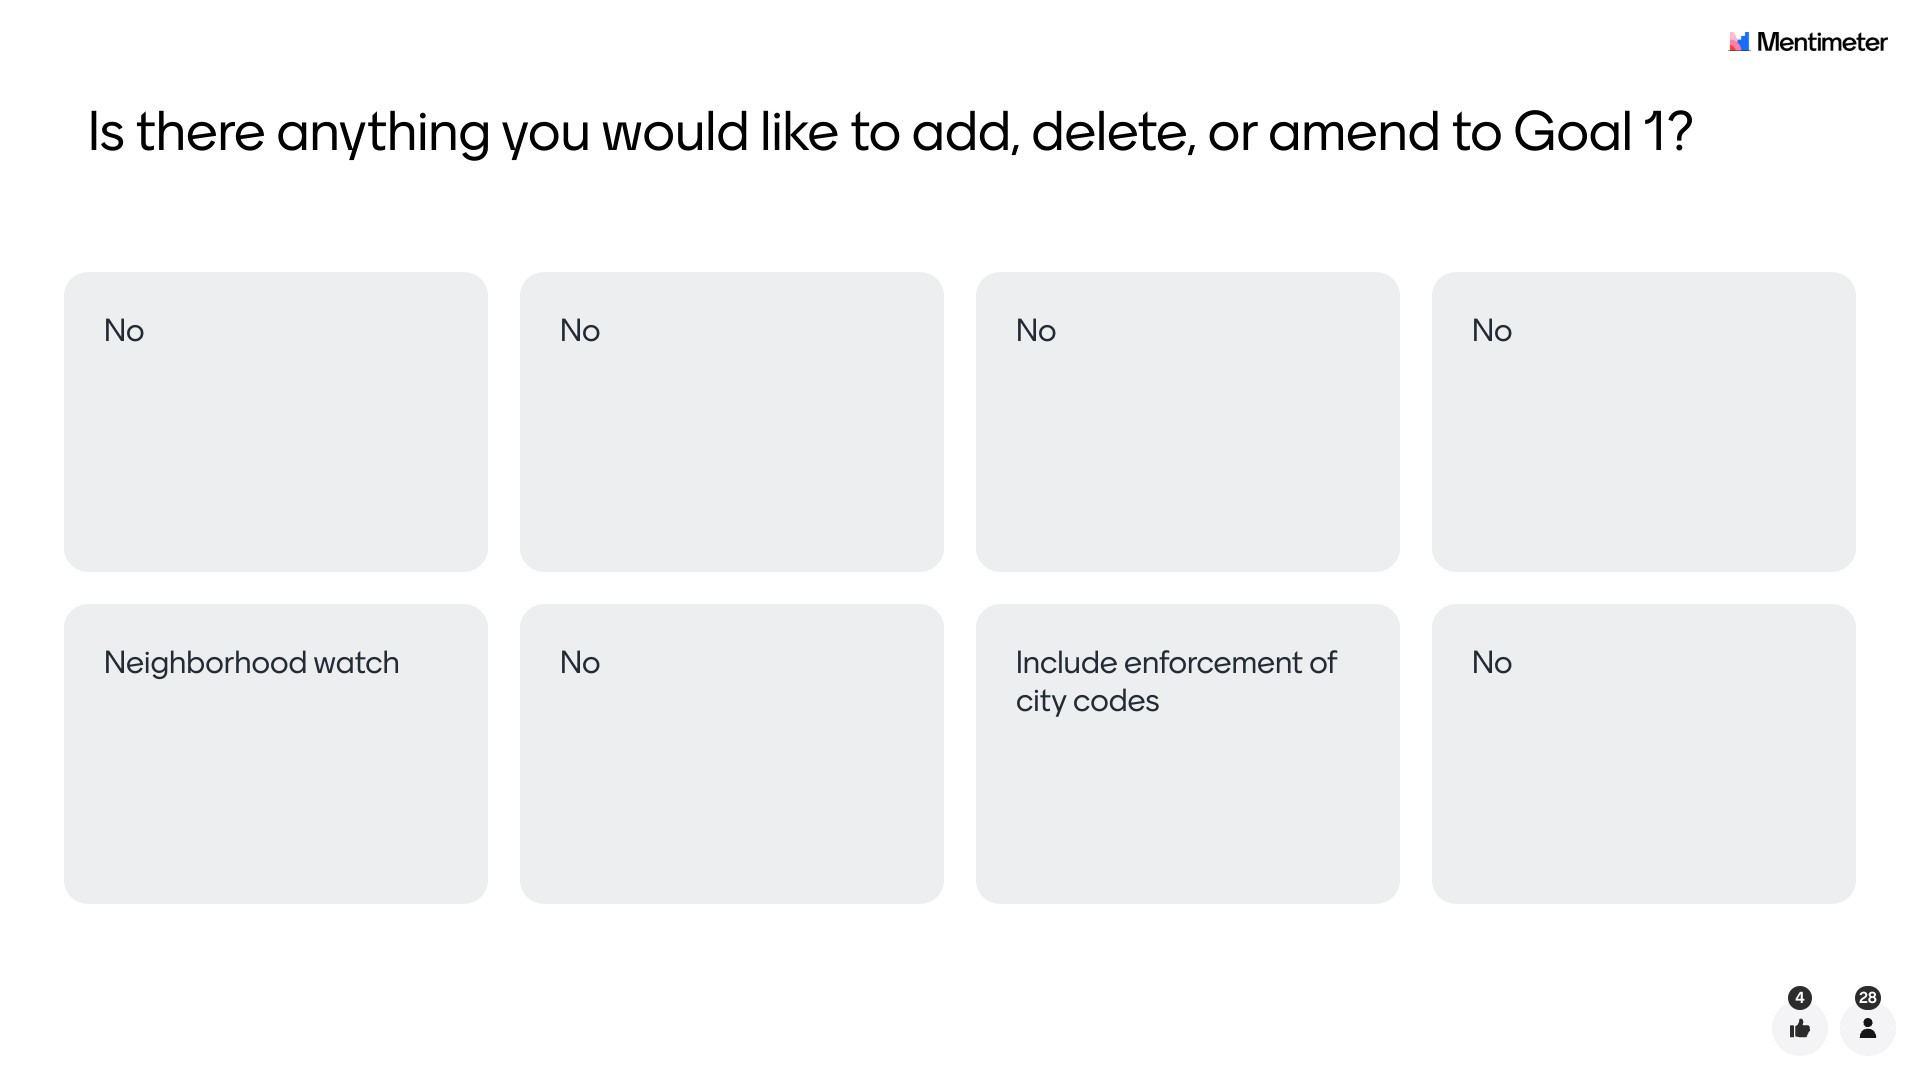 Mentimeter
Is there anything you would like to add, delete, or amend to Goal 1?
No
No
No
No
Neighborhood watch
No
Include enforcement of
city codes
No
4
28